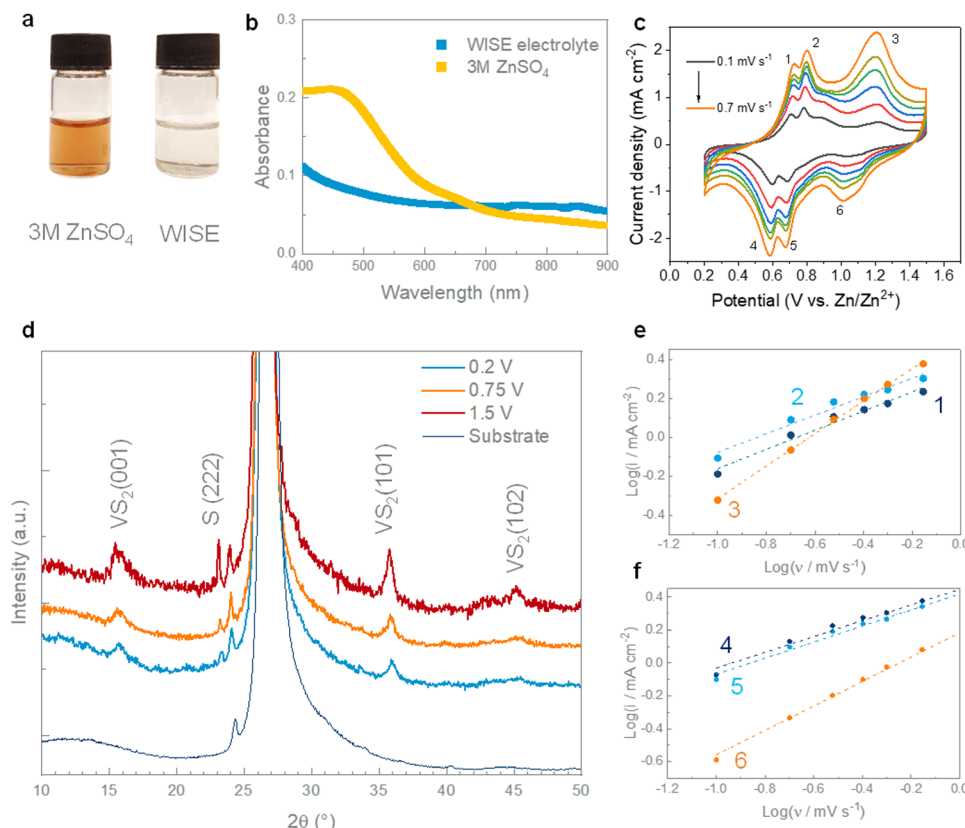 a
3M ZnSO₄
WISE
b
WISE electrolyte
3M ZnSO₄
0.3
0.2
0.1
0.0
400 500 600 700 800 900
Absorbance
Wavelength (nm)
c
0.1 mV s⁻¹
0.7 mV s⁻¹
1
2
3
4
5
6
2
1
0
-1
-2
0.2 0.4 0.6 0.8 1.0 1.2 1.4 1.6
Current density (mA cm⁻²)
Potential (V vs. Zn/Zn²⁺)
d
0.2 V
0.75 V
1.5 V
Substrate
VS₂(001)
S (222)
VS₂(101)
VS₂(102)
Intensity (a.u.)
10 15 20 25 30 35 40 45 50
2θ (°)
e
0.4
0.2
0.0
-0.2
-0.4
1
2
3
-1.2 -1.0 -0.8 -0.6 -0.4 -0.2 0.0
Log(i / mA cm⁻²)
Log(ν / mV s⁻¹)
f
0.4
0.2
0.0
-0.2
-0.4
-0.6
4
5
6
-1.2 -1.0 -0.8 -0.6 -0.4 -0.2 0.0
Log(i / mA cm⁻²)
Log(ν / mV s⁻¹)